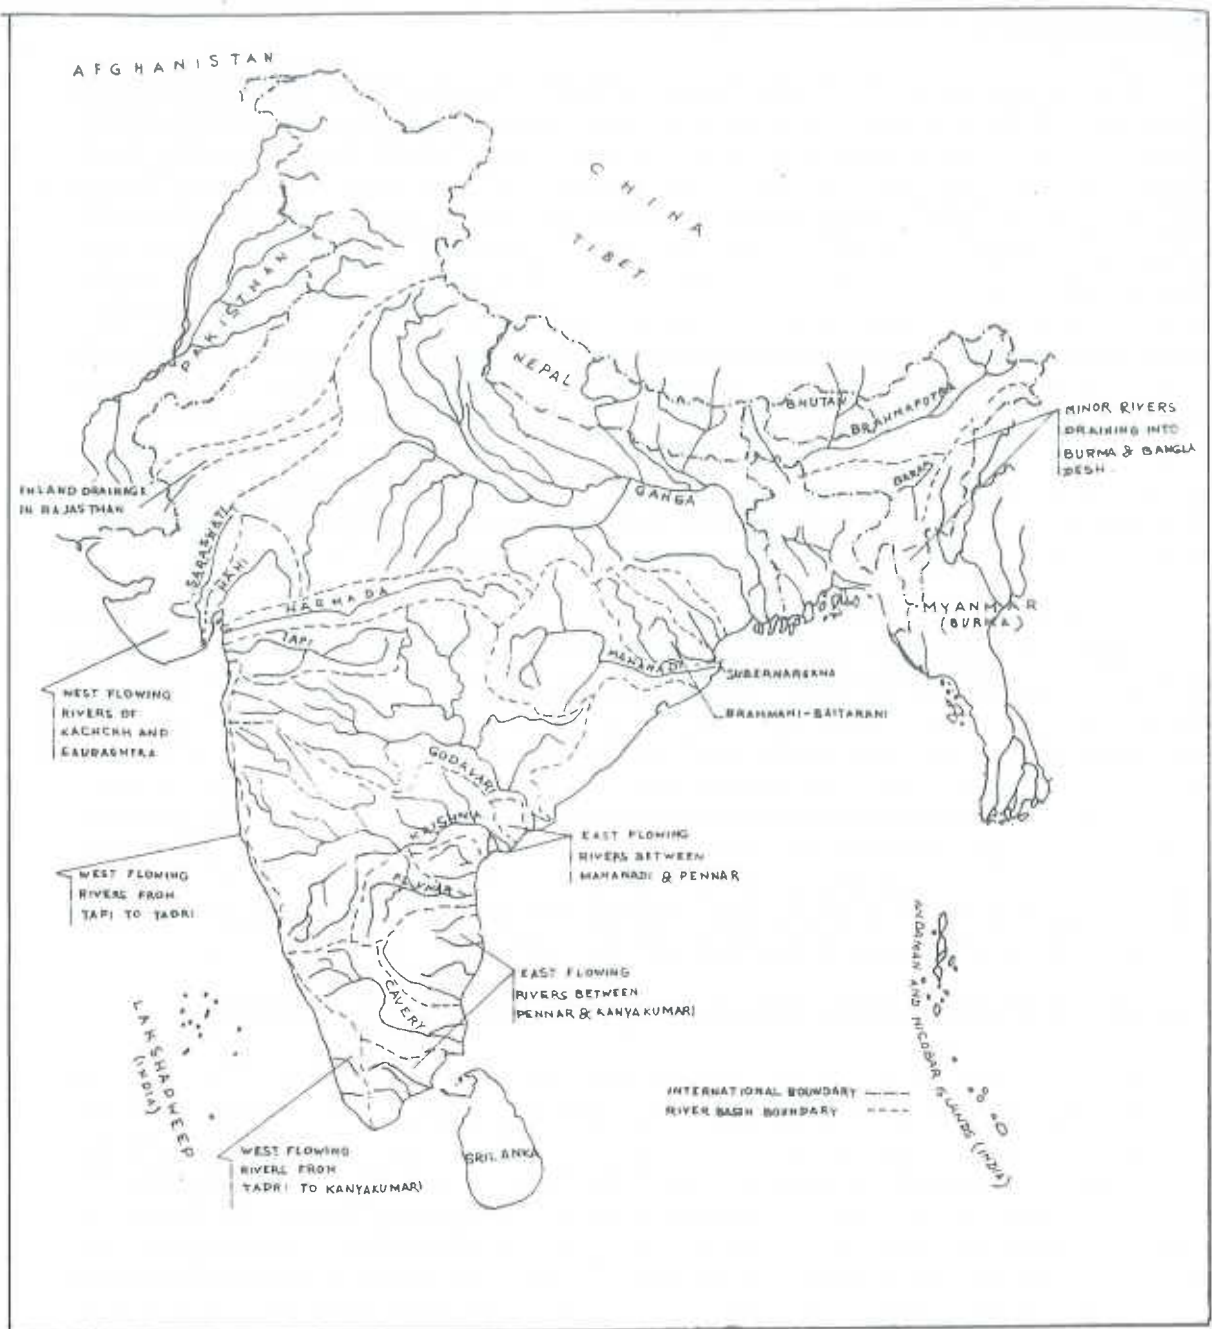 AFGHANISTAN
CHINA
TIBET
PAKISTHAN
NEPAL
BHUTAN
BRAHMAPUTRA
MINOR RIVERS
DRAINING INTO
BURMA & BANGLA
DESH
BARAK
INLAND DRAINAGE
IN RAJASTHAN
GANGA
SARASWATI
MAHI
NARMADA
MYANMAR
(BURMA)
TAPI
MAHANADI
SUBERNAREKHA
WEST FLOWING
RIVERS OF
KACHCHH AND
SAURASHTRA
BRAHMANI-BAITARANI
GODAVARI
KRISHNA
EAST FLOWING
RIVERS BETWEEN
MAHANADI & PENNAR
WEST FLOWING
RIVERS FROM
TAPI TO TADRI
PENNAR
EAST FLOWING
RIVERS BETWEEN
PENNAR & KANYAKUMARI
CAVERY
LAKSHADWEEP
(INDIA)
ANDAMAN AND NICOBAR ISLANDS (INDIA)
INTERNATIONAL BOUNDARY
RIVER BASIN BOUNDARY
WEST FLOWING
RIVERS FROM
TADRI TO KANYAKUMARI
SRILANKA